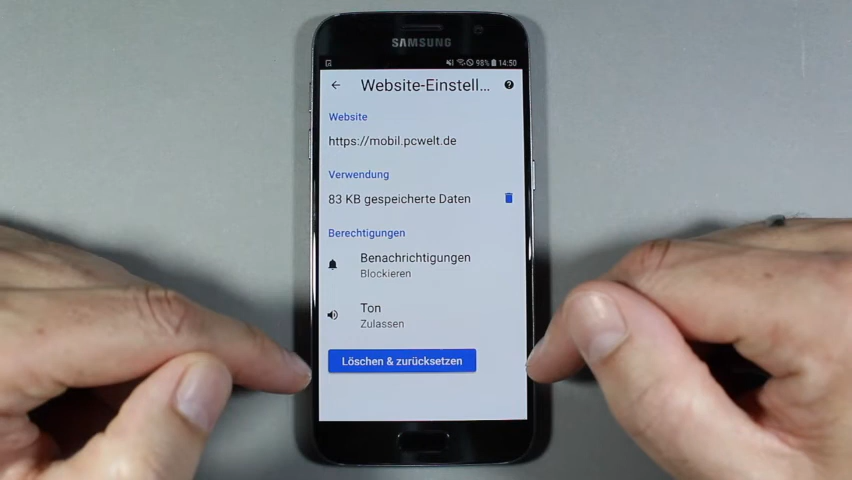 SAMSUNG
98% 14:50
Website-Einstell...
Website
https://mobil.pcwelt.de
Verwendung
83 KB gespeicherte Daten
Berechtigungen
Benachrichtigungen
Blockieren
Ton
Zulassen
Löschen & zurücksetzen